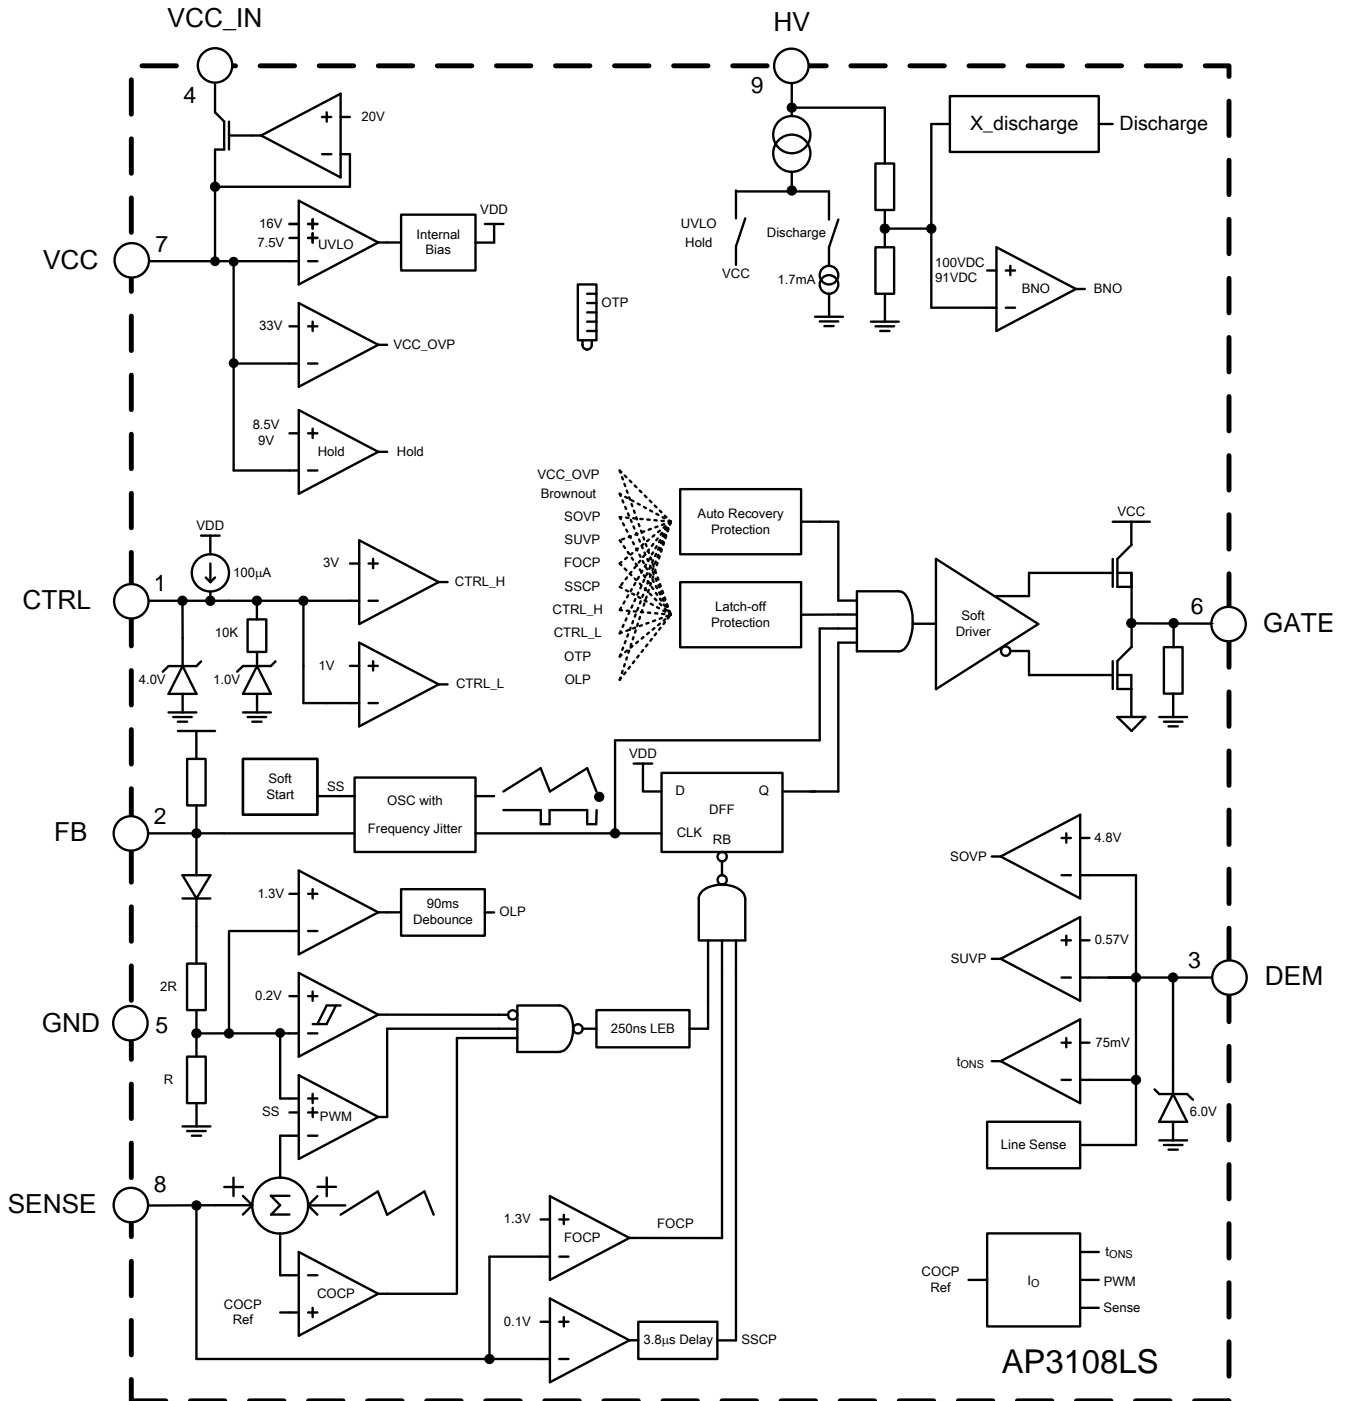 VCC_IN
HV
4
9
+
20V
−
X_discharge
Discharge
VDD
16V
+
7.5V
+
UVLO
−
Internal
Bias
UVLO
Hold
Discharge
VCC
1.7mA
7
VCC
100VDC
91VDC
+
BNO
−
BNO
OTP
33V
+
−
VCC_OVP
8.5V
9V
+
Hold
−
Hold
VCC_OVP
Brownout
SOVP
SUVP
FOCP
SSCP
CTRL_H
CTRL_L
OTP
OLP
Auto Recovery
Protection
Latch-off
Protection
VCC
VDD
100μA
1
CTRL
3V
+
−
CTRL_H
10K
4.0V
1.0V
1V
+
−
CTRL_L
Soft
Driver
6
GATE
Soft
Start
SS
OSC with
Frequency Jitter
VDD
D
Q
DFF
CLK
RB
2
FB
SOVP
+
4.8V
−
1.3V
+
−
90ms
Debounce
OLP
SUVP
+
0.57V
−
3
DEM
2R
0.2V
+
−
GND
5
250ns LEB
tONS
+
75mV
−
R
+
SS
+
PWM
−
6.0V
Line Sense
SENSE
8
+
Σ
+
1.3V
+
FOCP
−
FOCP
−
COCP
COCP
Ref
+
0.1V
+
−
3.8μs Delay
SSCP
COCP
Ref
IO
tONS
PWM
Sense
AP3108LS